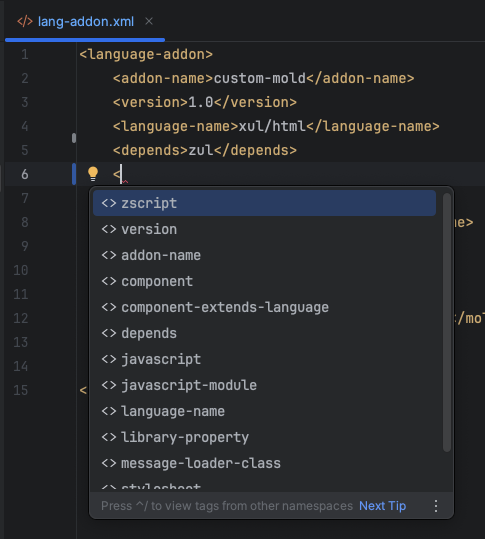 </> lang-addon.xml ×
1 <language-addon>
2 <addon-name>custom-mold</addon-name>
3 <version>1.0</version>
4 <language-name>xul/html</language-name>
5 <depends>zul</depends>
6 <
7 <> zscript
<> version
8 me>
9 <> addon-name
10 <> component
11 <> component-extends-language
12 </mo
<> depends
13 <> javascript
14 <> javascript-module
15 <
<> language-name
<> library-property
<> message-loader-class
<> stylesheet
Press ^/ to view tags from other namespaces Next Tip